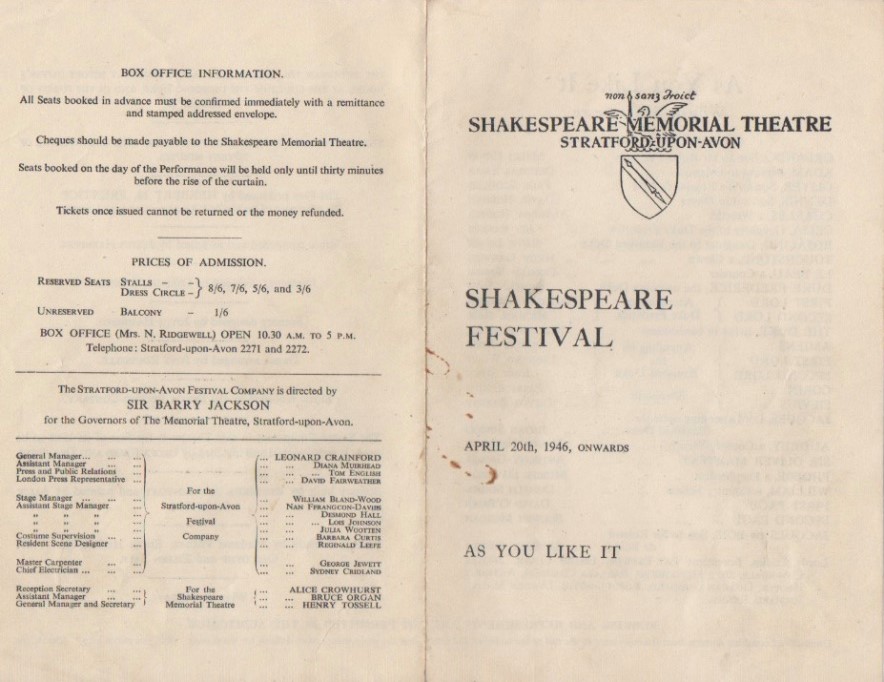 BOX OFFICE INFORMATION.
All Seats booked in advance must be confirmed immediately with a remittance
and stamped addressed envelope.
Cheques should be made payable to the Shakespeare Memorial Theatre.
Seats booked on the day of the Performance will be held only until thirty minutes
before the rise of the curtain.
Tickets once issued cannot be returned or the money refunded.
PRICES OF ADMISSION.
RESERVED SEATS STALLS - -} 8/6, 7/6, 5/6, and 3/6
DRESS CIRCLE -
UNRESERVED BALCONY - 1/6
BOX OFFICE (Mrs. N. RIDGEWELL) OPEN 10.30 A.M. TO 5 P.M.
Telephone: Stratford-upon-Avon 2271 and 2272.
The STRATFORD-UPON-AVON FESTIVAL COMPANY is directed by
SIR BARRY JACKSON
for the Governors of The Memorial Theatre, Stratford-upon-Avon.
General Manager... ... ... ... ... LEONARD CRAINFORD
Assistant Manager ... ... ... ... DIANA MUIRHEAD
Press and Public Relations ... ... ... TOM ENGLISH
London Press Representative ... ... ... DAVID FAIRWEATHER
For the
Stratford-upon-Avon
Festival
Company
Stage Manager ... ... ... WILLIAM BLAND-WOOD
Assistant Stage Manager ... ... ... ... NAN FFRANGCON-DAVIES
„ „ „ ... ... ... DESMOND HALL
„ „ „ ... ... ... LOIS JOHNSON
„ „ „ ... ... ... JULIA WOOTTEN
Costume Supervision ... ... ... ... BARBARA CURTIS
Resident Scene Designer ... ... ... REGINALD LEEFE
Master Carpenter ... ... ... ... GEORGE JEWETT
Chief Electrician ... ... ... ... ... SYDNEY CRIDLAND
Reception Secretary ... ... ... ... ALICE CROWHURST
Assistant Manager ... ... ... ... BRUCE ORGAN
General Manager and Secretary ... ... HENRY TOSSELL
For the
Shakespeare
Memorial Theatre
non sanz droict
SHAKESPEARE MEMORIAL THEATRE
STRATFORD-UPON-AVON
SHAKESPEARE
FESTIVAL
APRIL 20th, 1946, ONWARDS
AS YOU LIKE IT